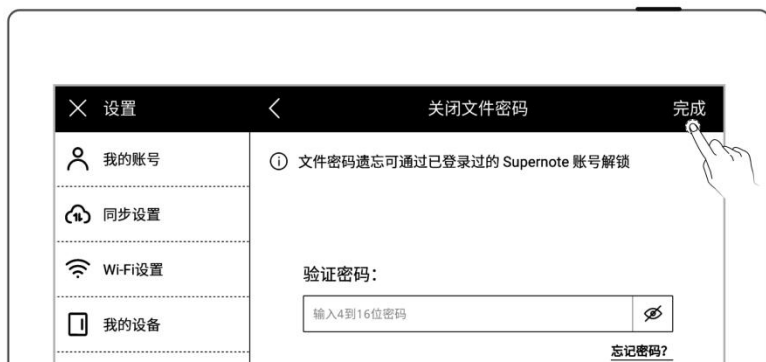 设置
关闭文件密码
完成
我的账号
同步设置
Wi-Fi设置
我的设备
文件密码遗忘可通过已登录过的 Supernote 账号解锁
验证密码：
输入4到16位密码
忘记密码？